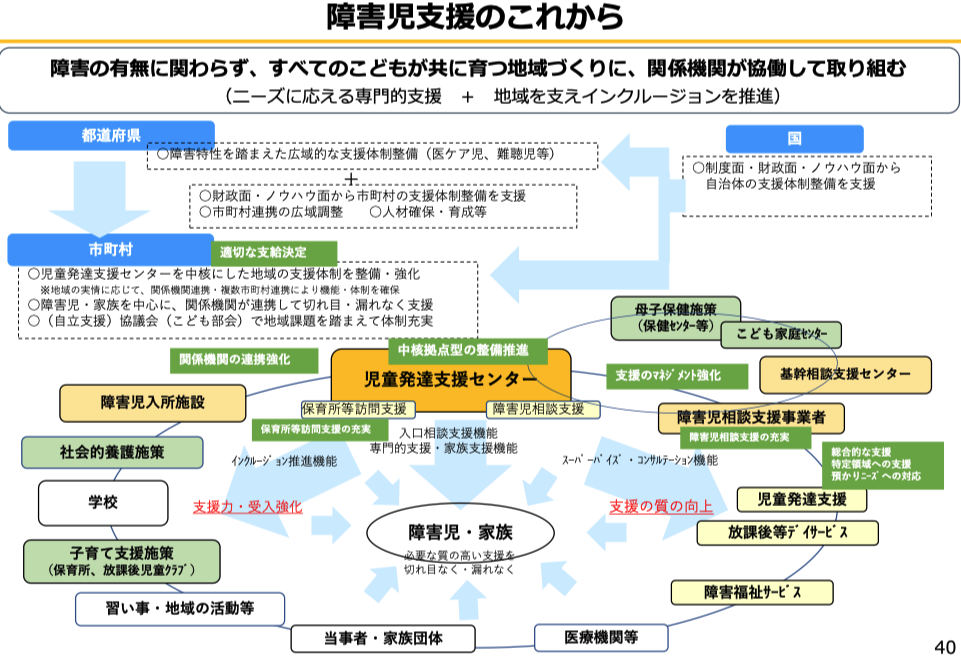 障害児支援のこれから
障害の有無に関わらず、すべてのこどもが共に育つ地域づくりに、関係機関が協働して取り組む
（ニーズに応える専門的支援　＋　地域を支えインクルージョンを推進）
都道府県
○障害特性を踏まえた広域的な支援体制整備（医ケア児、難聴児等）
＋
○財政面・ノウハウ面から市町村の支援体制整備を支援
○市町村連携の広域調整　　○人材確保・育成等
国
○制度面・財政面・ノウハウ面から
自治体の支援体制整備を支援
市町村
適切な支給決定
○児童発達支援センターを中核にした地域の支援体制を整備・強化
※地域の実情に応じて、関係機関連携・複数市町村連携により機能・体制を確保
○障害児・家族を中心に、関係機関が連携して切れ目・漏れなく支援
○（自立支援）協議会（こども部会）で地域課題を踏まえて体制充実
母子保健施策
（保健ｾﾝﾀｰ等）
こども家庭ｾﾝﾀｰ
関係機関の連携強化
中核拠点型の整備推進
児童発達支援センター
保育所等訪問支援
障害児相談支援
支援のﾏﾈｼﾞﾒﾝﾄ強化
基幹相談支援センター
障害児入所施設
障害児相談支援事業者
保育所等訪問支援の充実
入口相談支援機能
専門的支援・家族支援機能
障害児相談支援の充実
社会的養護施策
ｲﾝｸﾙｰｼﾞｮﾝ推進機能
ｽｰﾊﾟｰﾊﾞｲｽﾞ・ｺﾝｻﾙﾃｰｼｮﾝ機能
総合的な支援
特定領域への支援
預かりﾆｰｽﾞへの対応
学校
支援力・受入強化
支援の質の向上
児童発達支援
障害児・家族
必要な質の高い支援を
切れ目なく・漏れなく
放課後等ﾃﾞｲｻｰﾋﾞｽ
子育て支援施策
（保育所、放課後児童ｸﾗﾌﾞ）
障害福祉ｻｰﾋﾞｽ
習い事・地域の活動等
当事者・家族団体
医療機関等
40